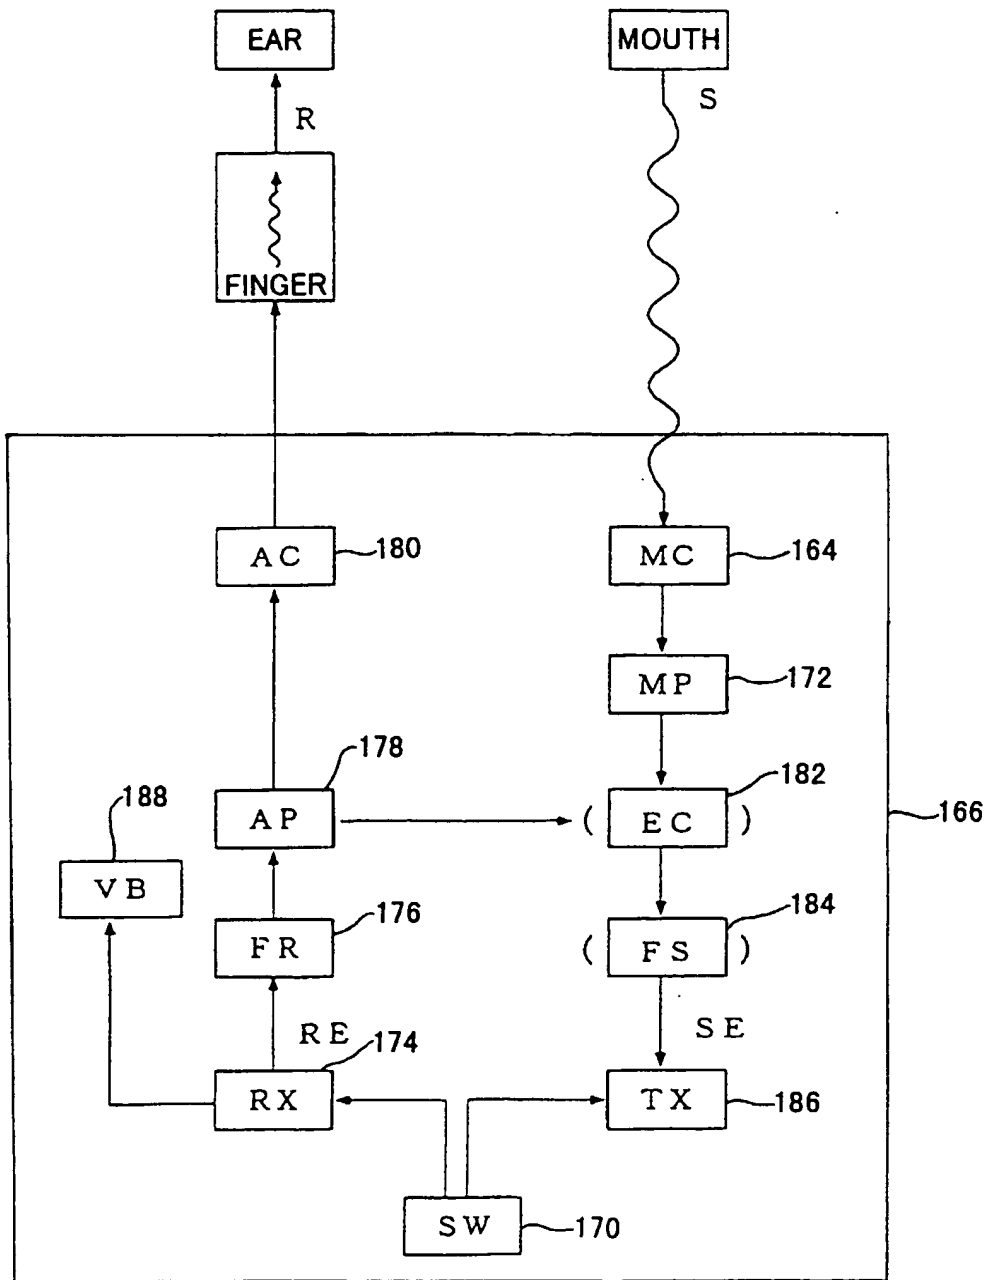 EAR
MOUTH
R
S
FINGER
AC
180
MC
164
MP
172
178
188
182
AP
( EC )
166
VB
176
184
FR
( FS )
RE
174
SE
RX
TX
186
SW
170